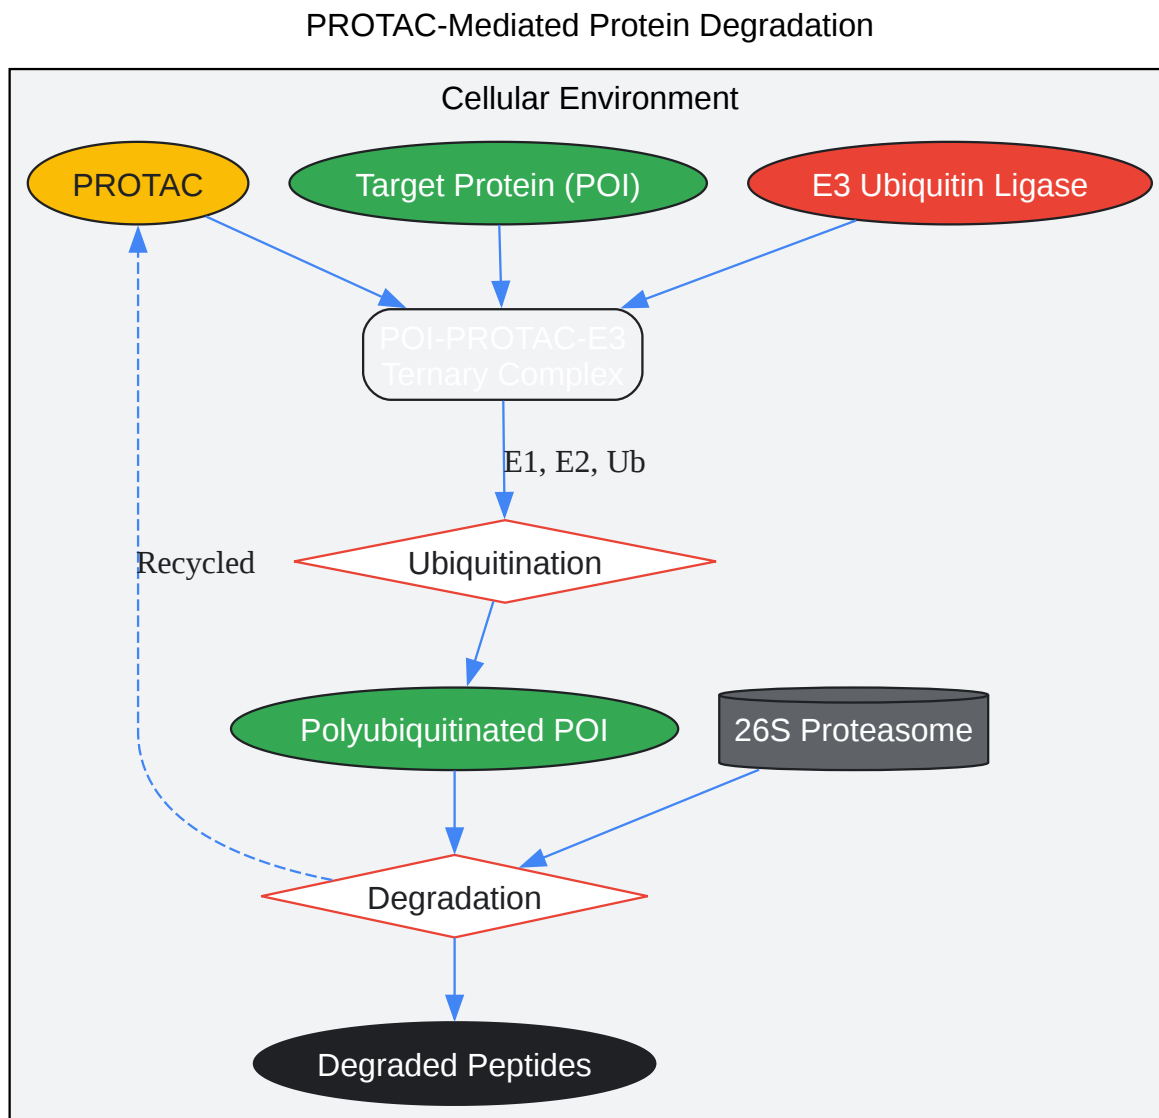 PROTAC-Mediated Protein Degradation
Cellular Environment
PROTAC
Target Protein (POI)
E3 Ubiquitin Ligase
POI-PROTAC-E3
Ternary Complex
E1, E2, Ub
Recycled
Ubiquitination
Polyubiquitinated POI
26S Proteasome
Degradation
Degraded Peptides